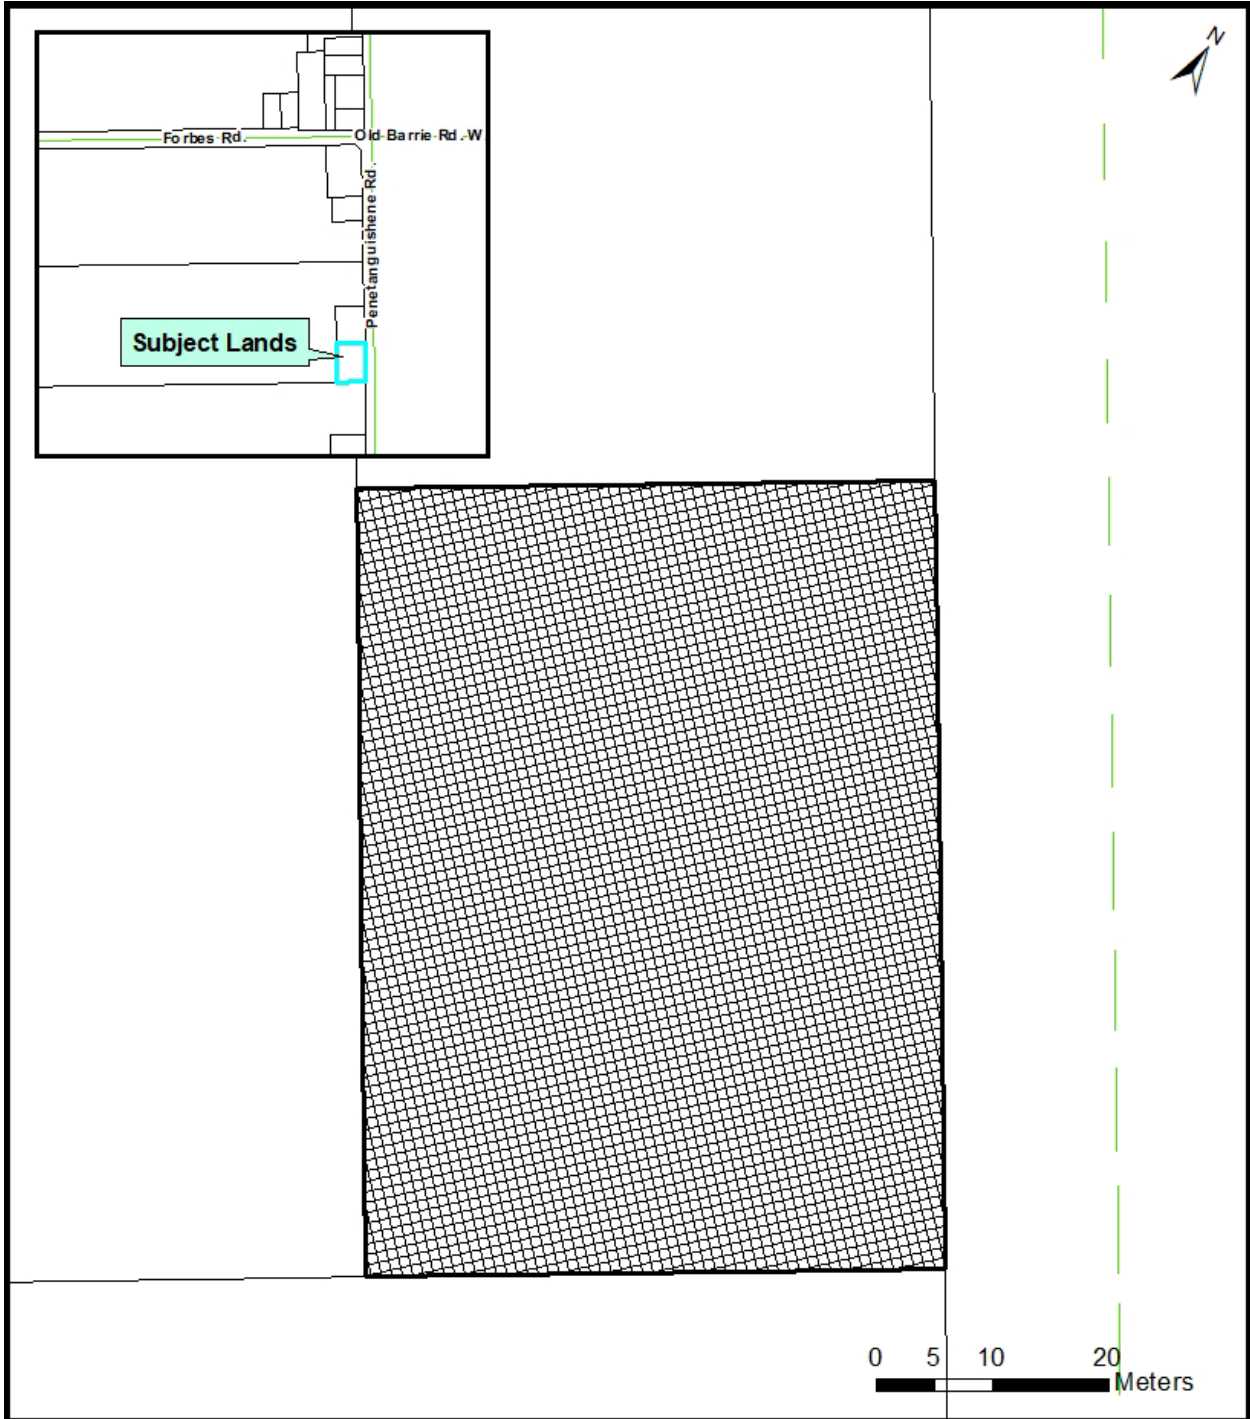 N
Forbes Rd.
Old Barrie Rd. W
Penetanguishene Rd.
Subject Lands
0 5 10 20
Meters